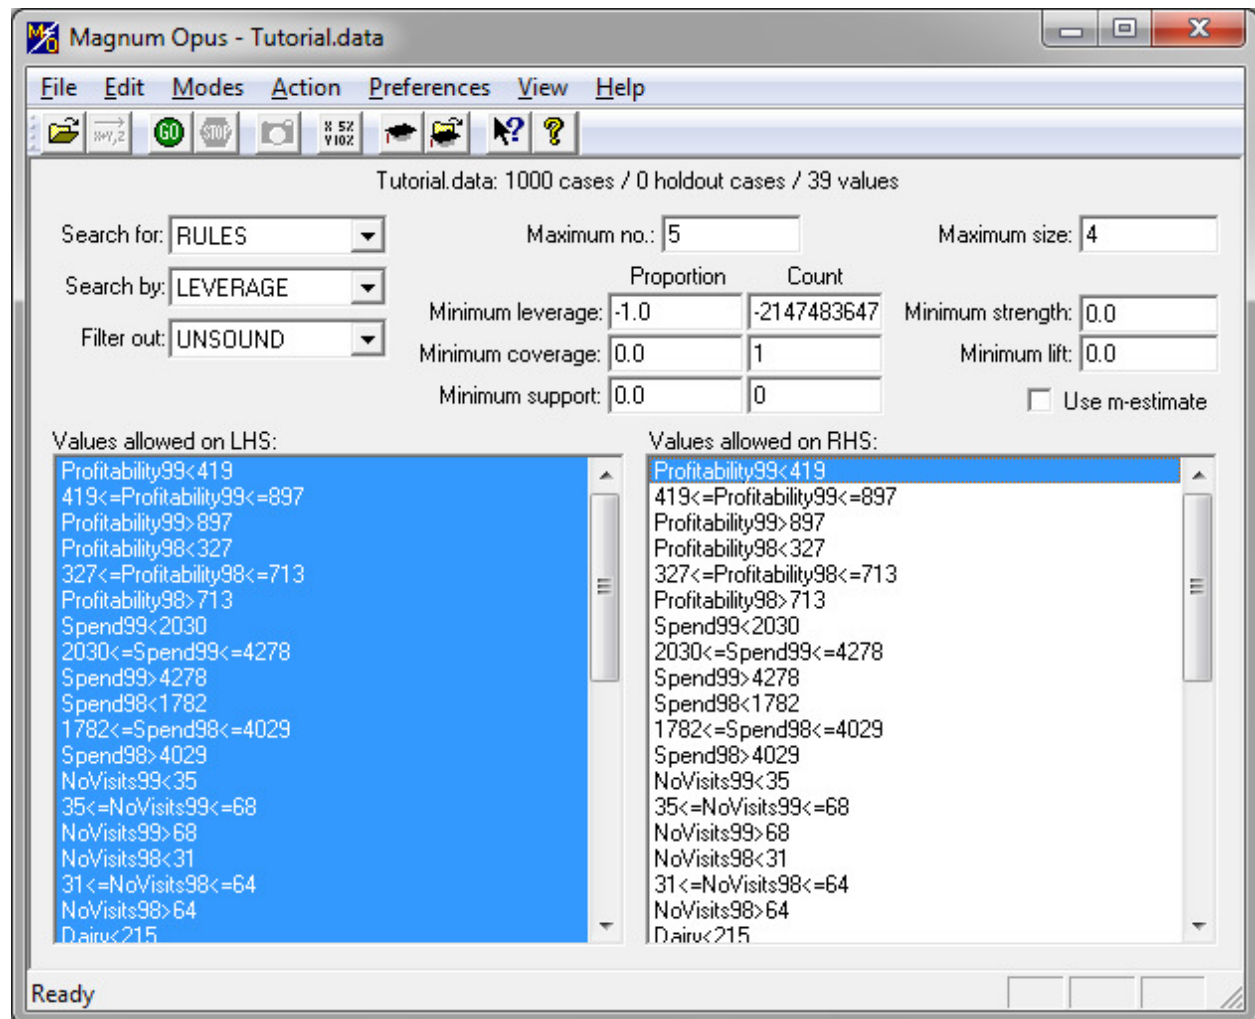 Magnum Opus - Tutorial.data
File Edit Modes Action Preferences View Help
x+y,z GO STOP X 5% Y10% ? ?
Tutorial.data: 1000 cases / 0 holdout cases / 39 values
Search for: RULES Maximum no.: 5 Maximum size: 4
Proportion Count
Search by: LEVERAGE Minimum leverage: -1.0 -2147483647 Minimum strength: 0.0
Filter out: UNSOUND Minimum coverage: 0.0 1 Minimum lift: 0.0
Minimum support: 0.0 0 Use m-estimate
Values allowed on LHS:
Profitability99<419
419<=Profitability99<=897
Profitability99>897
Profitability98<327
327<=Profitability98<=713
Profitability98>713
Spend99<2030
2030<=Spend99<=4278
Spend99>4278
Spend98<1782
1782<=Spend98<=4029
Spend98>4029
NoVisits99<35
35<=NoVisits99<=68
NoVisits99>68
NoVisits98<31
31<=NoVisits98<=64
NoVisits98>64
Dairy<215
Values allowed on RHS:
Profitability99<419
419<=Profitability99<=897
Profitability99>897
Profitability98<327
327<=Profitability98<=713
Profitability98>713
Spend99<2030
2030<=Spend99<=4278
Spend99>4278
Spend98<1782
1782<=Spend98<=4029
Spend98>4029
NoVisits99<35
35<=NoVisits99<=68
NoVisits99>68
NoVisits98<31
31<=NoVisits98<=64
NoVisits98>64
Dairy<215
Ready